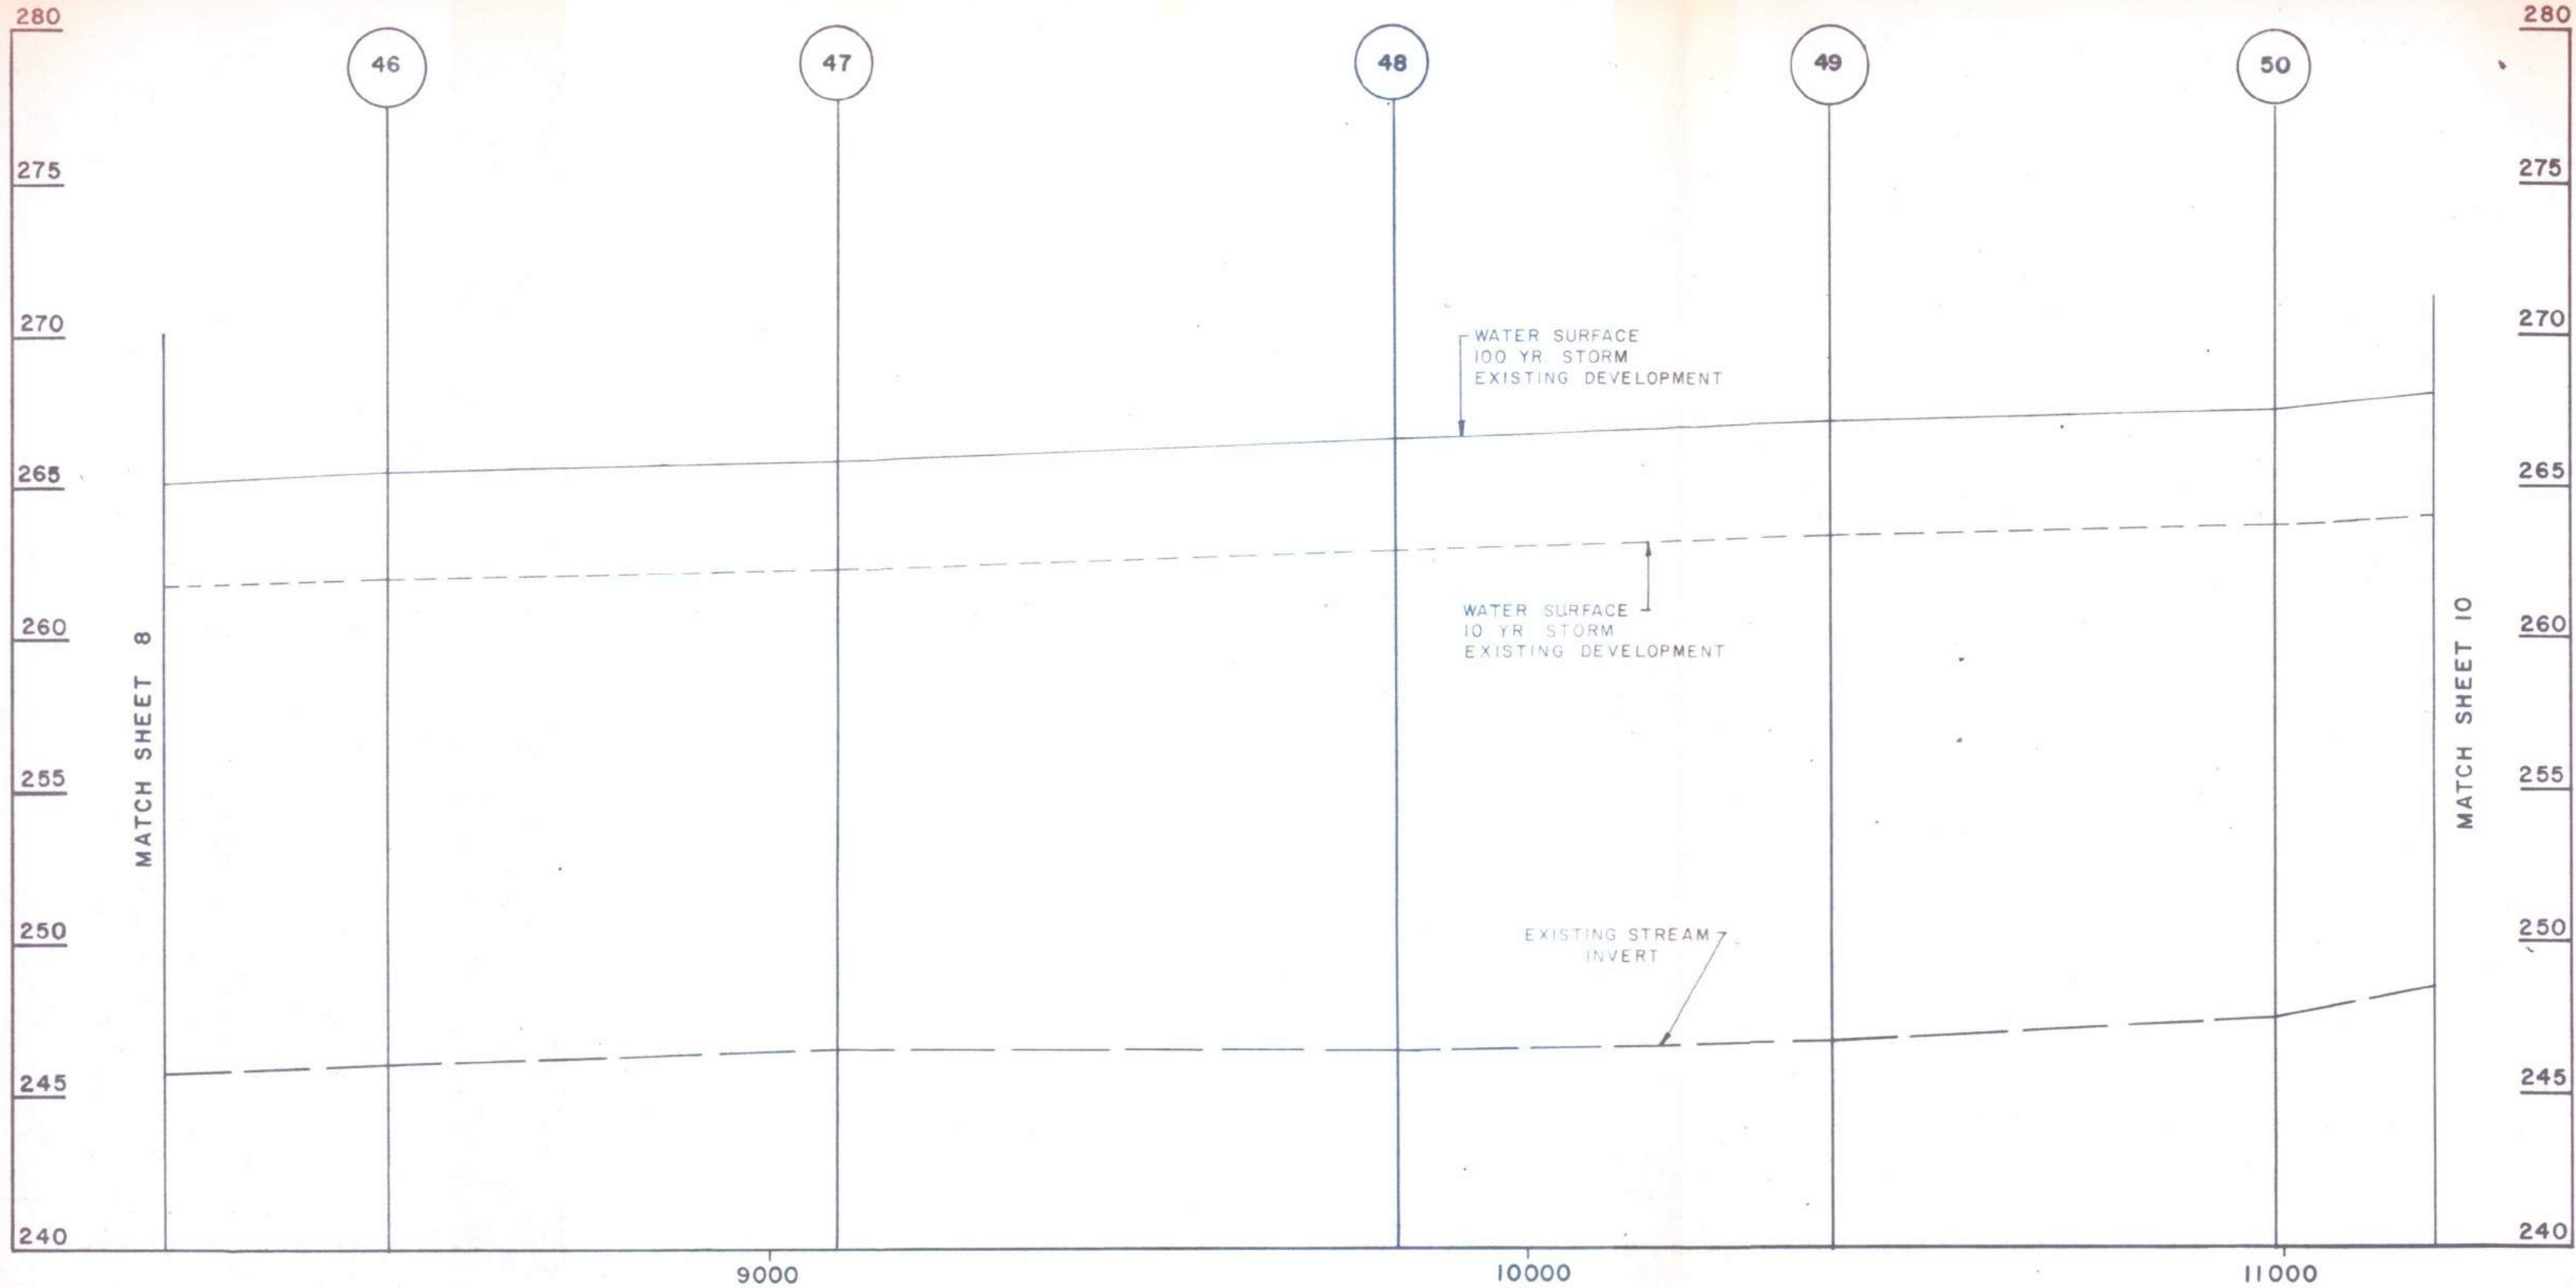 280
280
46
47
48
49
50
275
275
270
270
WATER SURFACE
100 YR. STORM
EXISTING DEVELOPMENT
265
265
WATER SURFACE
10 YR STORM
EXISTING DEVELOPMENT
260
260
MATCH SHEET 8
MATCH SHEET 10
255
255
250
250
EXISTING STREAM
INVERT
245
245
240
240
9000
10000
11000